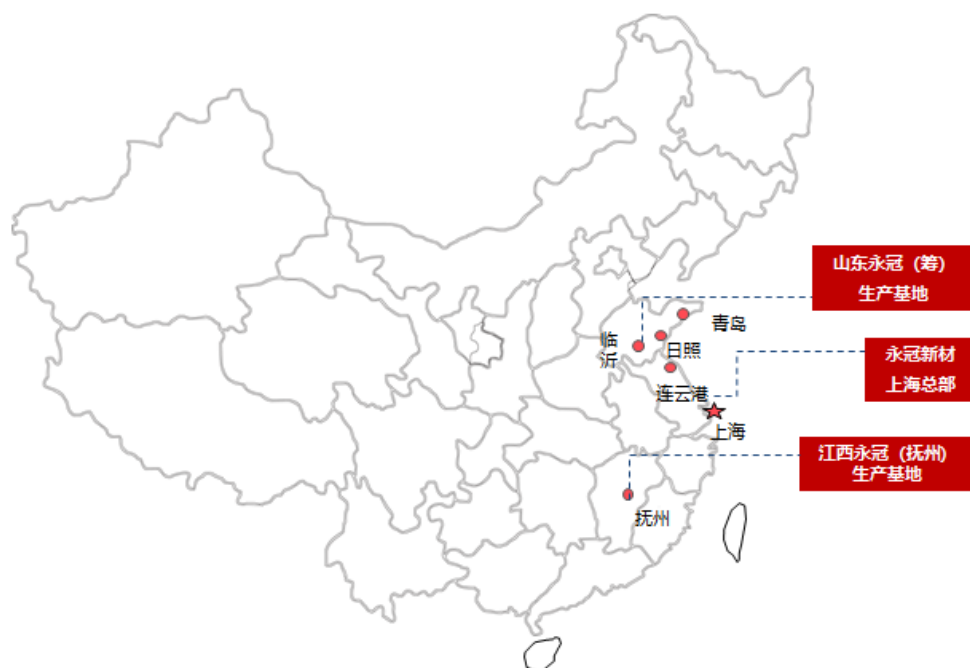 山东永冠（筹）
生产基地
青岛
临
沂
日照
永冠新材
上海总部
连云港
上海
江西永冠（抚州）
生产基地
抚州